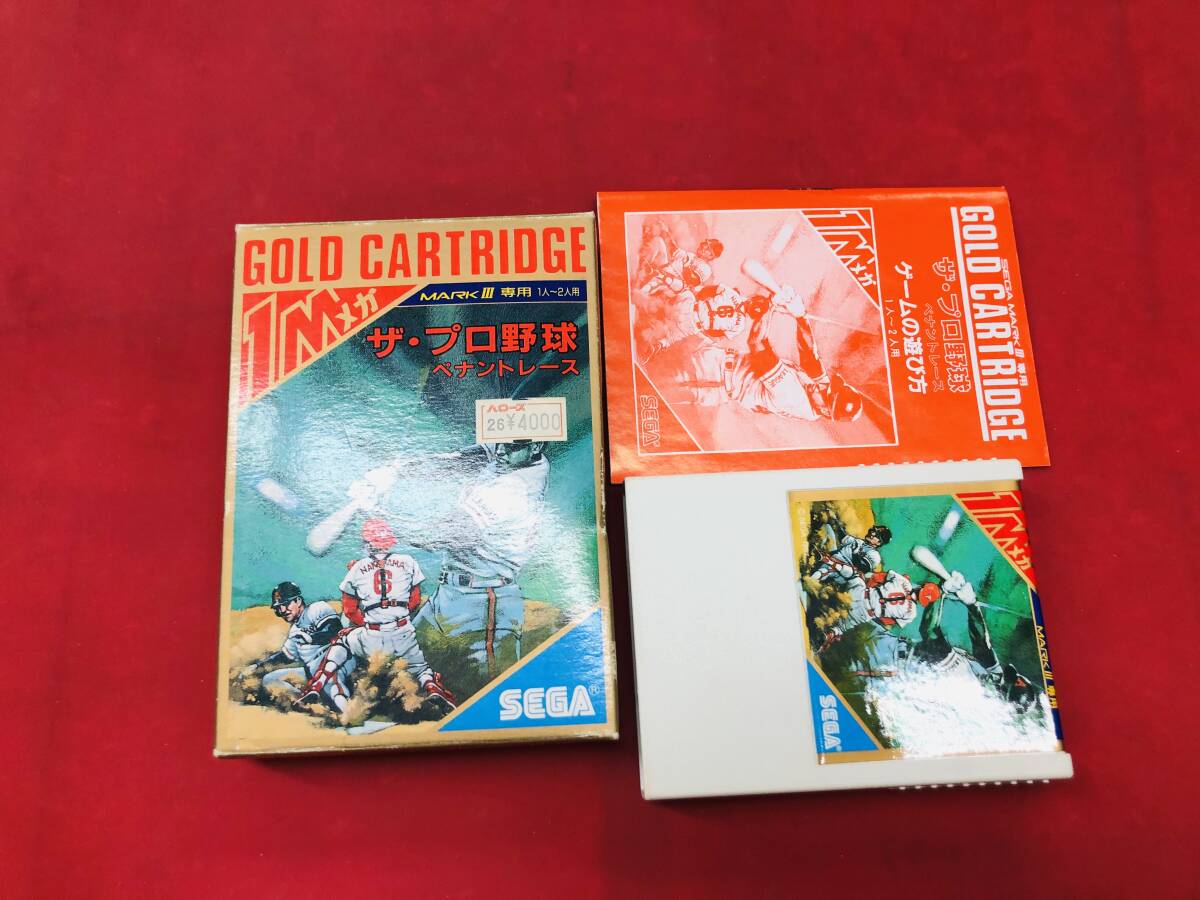 GOLD CARTRIDGE
1Mメガ
MARK III 専用 1人〜2人用
ザ・プロ野球
ペナントレース
ハローズ
26¥4000
NAKAYAMA
6
SEGA®
SEGA MARK III 専用
GOLD CARTRIDGE
ザ・プロ野球
ペナントレース
ゲームの遊び方
1人〜2人用
1Mメガ
6
SEGA®
1Mメガ
MARK III 専用
6
SEGA®